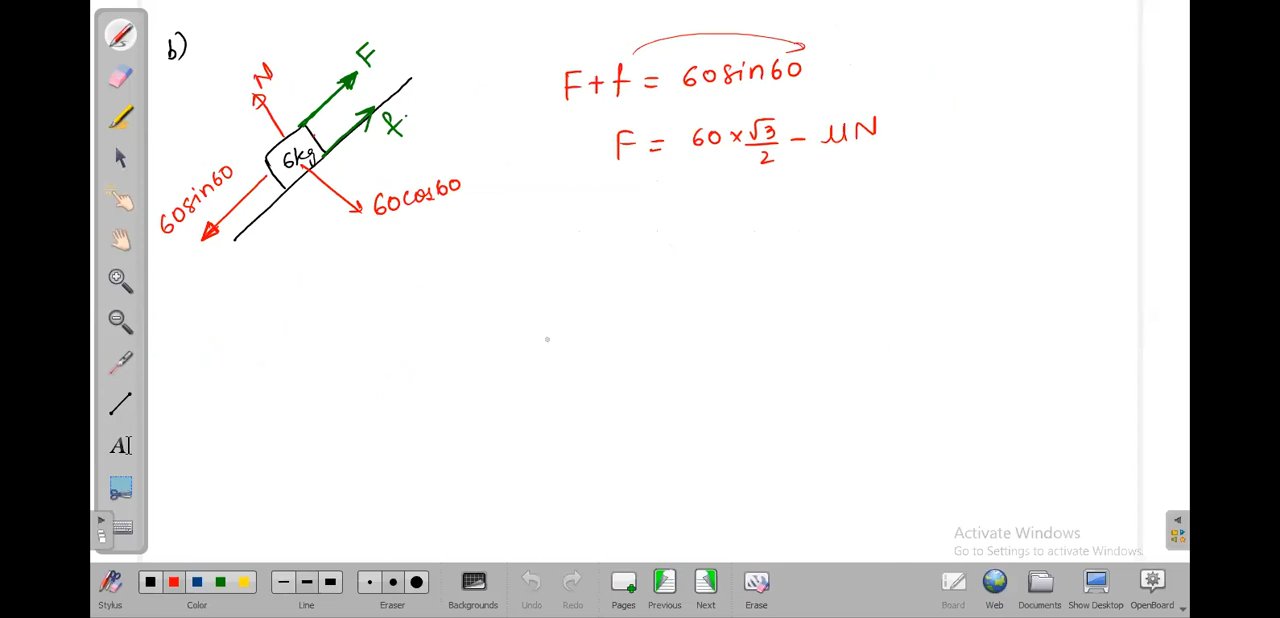 b)
F
N
f.
6kg
60sin60
60cos60
F + f = 60sin60
F = 60 × √3/2 − μN
A
Activate Windows
Go to Settings to activate Windows.
Stylus
Color
Line
Eraser
Backgrounds
Undo
Redo
Pages
Previous
Next
Erase
Board
Web
Documents
Show Desktop
OpenBoard